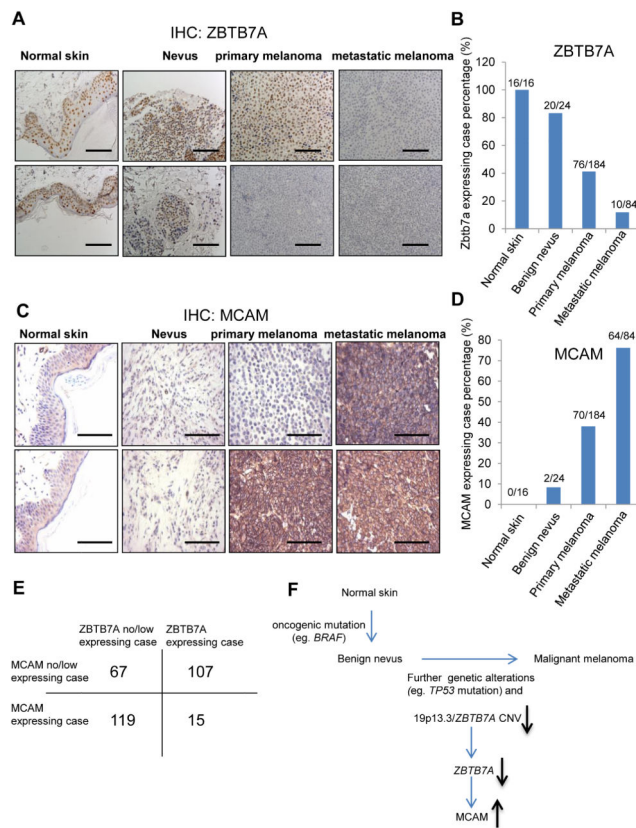 A
IHC: ZBTB7A
Normal skin Nevus primary melanoma metastatic melanoma
B
ZBTB7A
Zbtb7a expressing case percentage (%)
120
100
80
60
40
20
0
16/16
20/24
76/184
10/84
Normal skin
Benign nevus
Primary melanoma
Metastatic melanoma
C
IHC: MCAM
Normal skin Nevus primary melanoma metastatic melanoma
D
MCAM
MCAM expressing case percentage (%)
80
70
60
50
40
30
20
10
0
0/16
2/24
70/184
64/84
Normal skin
Benign nevus
Primary melanoma
Metastatic melanoma
E
ZBTB7A no/low
expressing case
ZBTB7A
expressing case
MCAM no/low
expressing case
67 107
MCAM
expressing case
119 15
F
Normal skin
oncogenic mutation
(eg. BRAF)
Benign nevus Malignant melanoma
Further genetic alterations
(eg. TP53 mutation) and
19p13.3/ZBTB7A CNV
ZBTB7A
MCAM